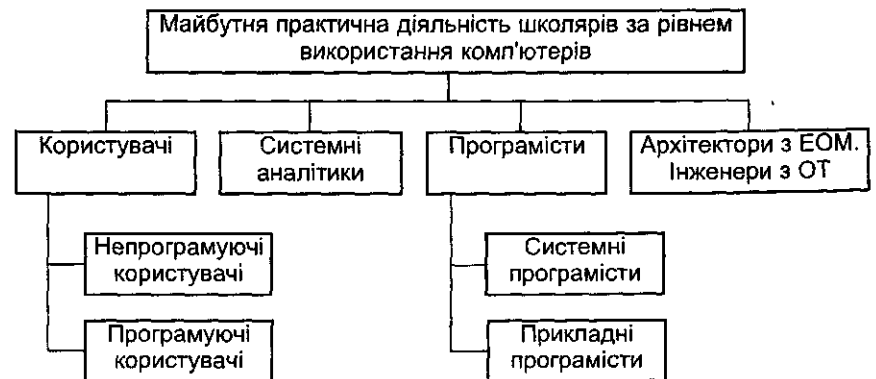 Майбутня практична діяльність школярів за рівнем
використання комп'ютерів
Користувачі
Системні
аналітики
Програмісти
Архітектори з ЕОМ.
Інженери з ОТ
Непрограмуючі
користувачі
Програмуючі
користувачі
Системні
програмісти
Прикладні
програмісти